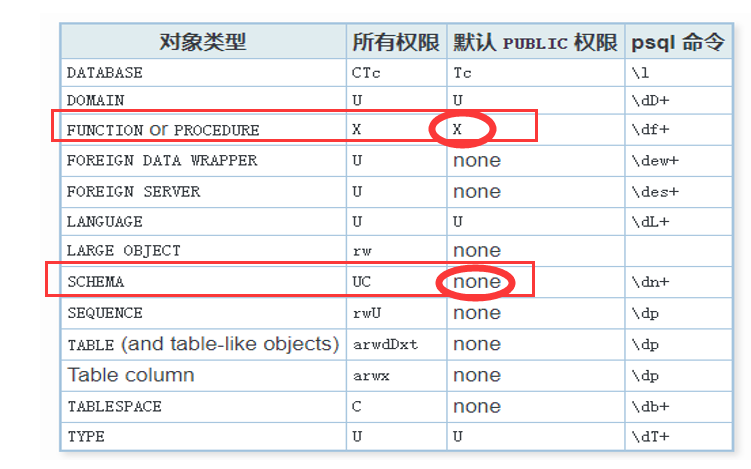 对象类型 所有权限 默认 PUBLIC 权限 psql 命令
DATABASE CTc Tc \l
DOMAIN U U \dD+
FUNCTION or PROCEDURE X X \df+
FOREIGN DATA WRAPPER U none \dew+
FOREIGN SERVER U none \des+
LANGUAGE U U \dL+
LARGE OBJECT rw none
SCHEMA UC none \dn+
SEQUENCE rwU none \dp
TABLE (and table-like objects) arwdDxt none \dp
Table column arwx none \dp
TABLESPACE C none \db+
TYPE U U \dT+